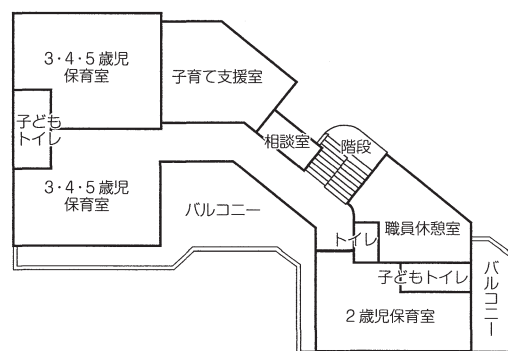 3・4・5歳児
保育室
子育て支援室
子ども
トイレ
相談室
階段
3・4・5歳児
保育室
バルコニー
トイレ
職員休憩室
子どもトイレ
バルコニー
2歳児保育室